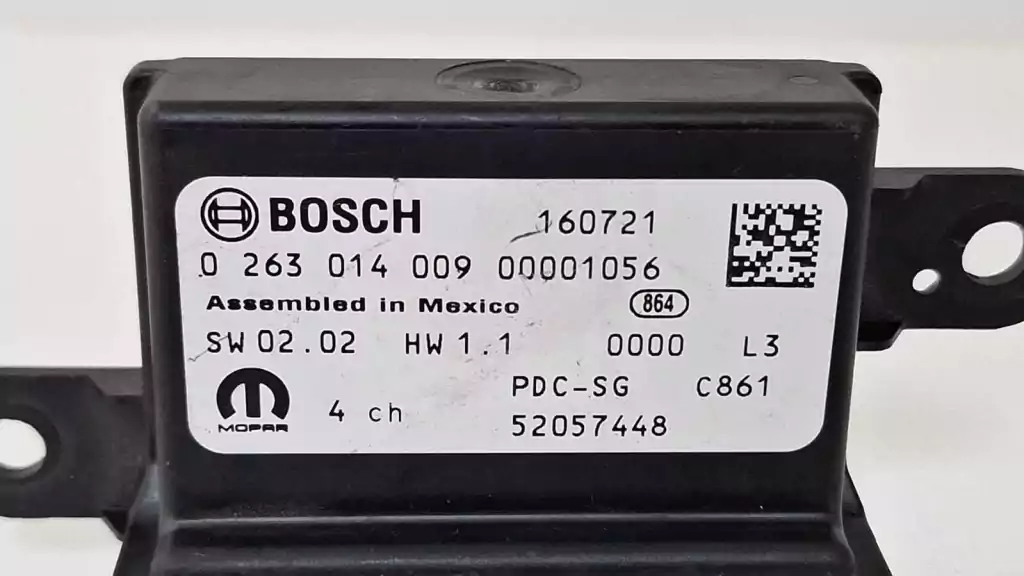 BOSCH 160721
0 263 014 009 00001056
Assembled in Mexico 864
SW 02.02 HW 1.1 0000 L3
PDC-SG C861
MOPAR 4 ch 52057448